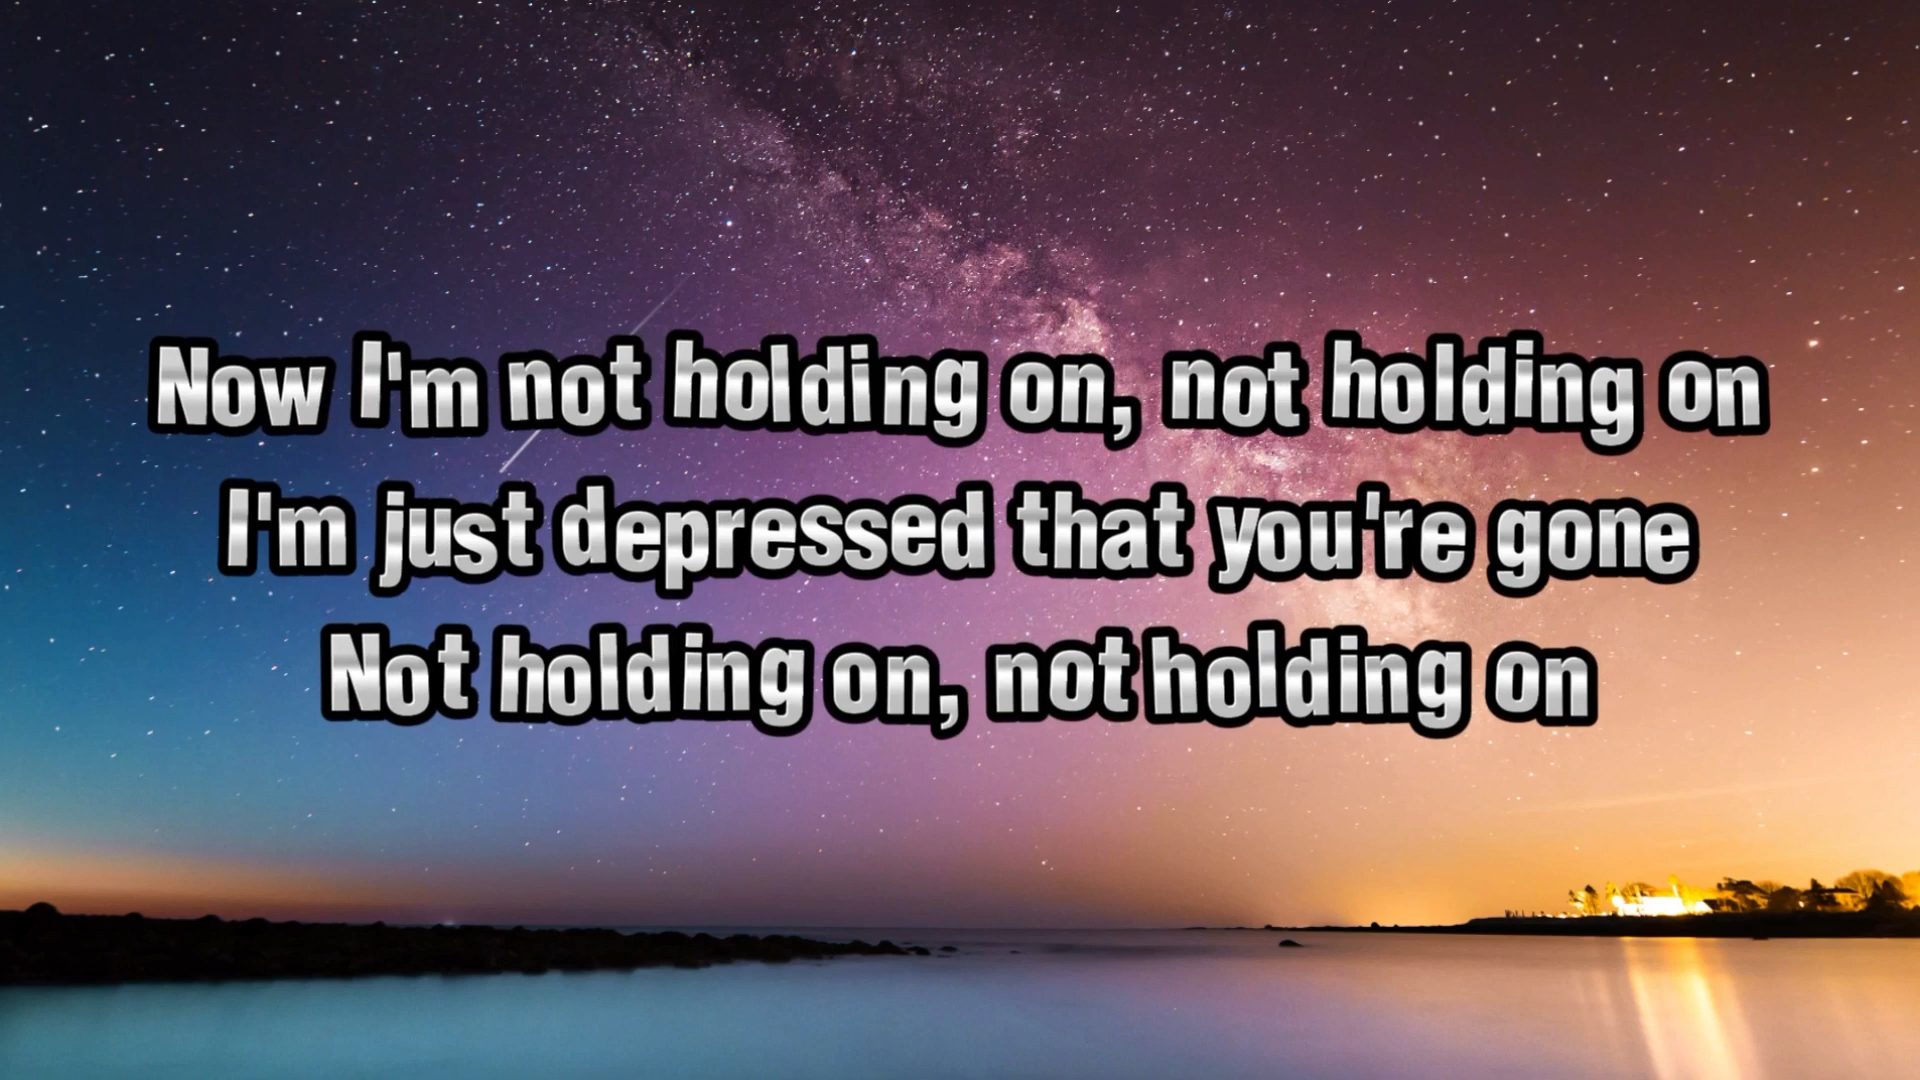 Now I'm not holding on, not holding on
I'm just depressed that you're gone
Not holding on, not holding on